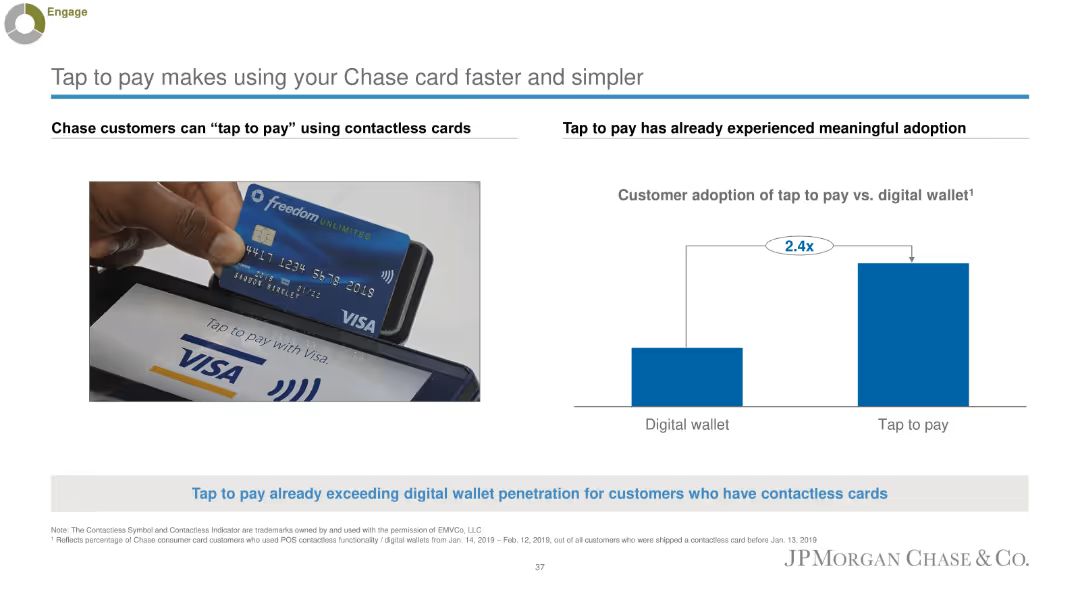 Engage
Tap to pay makes using your Chase card faster and simpler
Chase customers can “tap to pay” using contactless cards
freedom
UNLIMITED
4417 1234 5678 2018
VISA
Tap to pay with Visa.
VISA
Tap to pay has already experienced meaningful adoption
Customer adoption of tap to pay vs. digital wallet¹
2.4x
Digital wallet
Tap to pay
Tap to pay already exceeding digital wallet penetration for customers who have contactless cards
Note: The Contactless Symbol and Contactless Indicator are trademarks owned by and used with the permission of EMVCo, LLC
¹ Reflects percentage of Chase consumer card customers who used POS contactless functionality / digital wallets from Jan. 14, 2019 – Feb. 12, 2019, out of all customers who were shipped a contactless card before Jan. 13, 2019
37
JPMORGAN CHASE & CO.